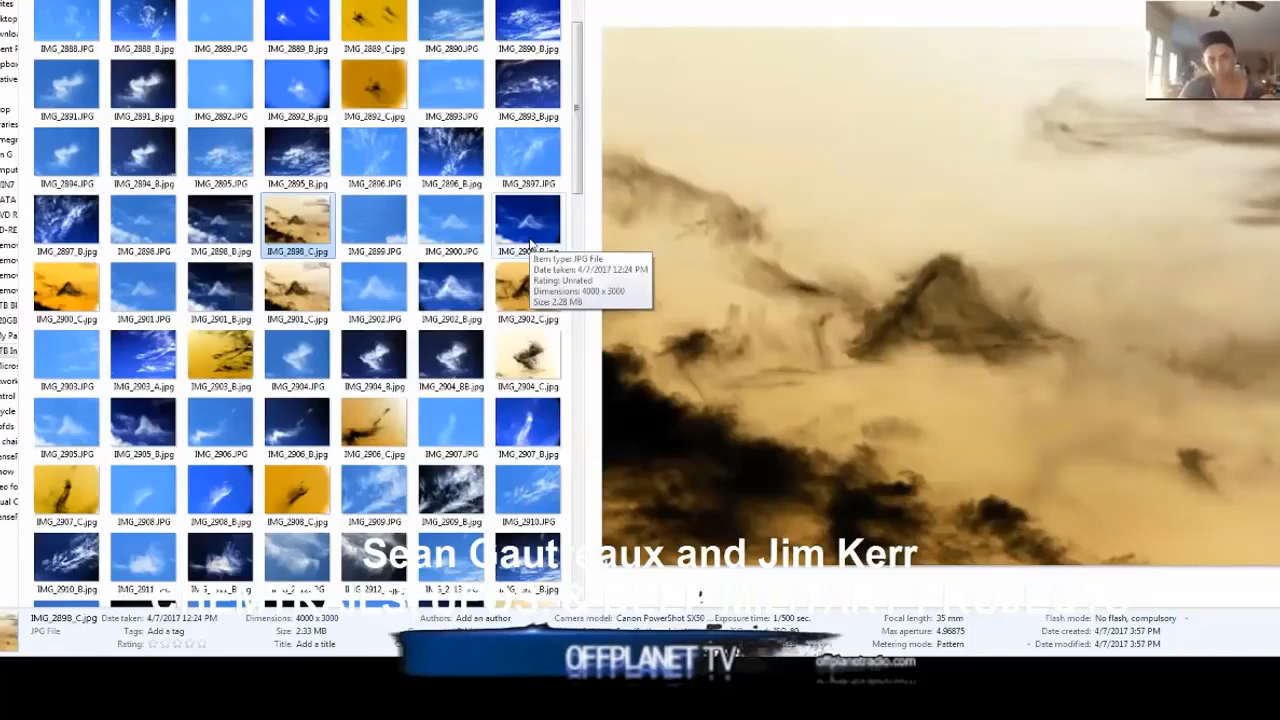 IMG_2888.JPG IMG_2888_B.jpg IMG_2889.JPG IMG_2889_B.jpg IMG_2889_C.jpg IMG_2890.JPG IMG_2890_B.jpg
IMG_2891.JPG IMG_2891_B.jpg IMG_2892.JPG IMG_2892_B.jpg IMG_2892_C.jpg IMG_2893.JPG IMG_2893_B.jpg
IMG_2894.JPG IMG_2894_B.jpg IMG_2895.JPG IMG_2895_B.jpg IMG_2896.JPG IMG_2896_B.jpg IMG_2897.JPG
IMG_2897_B.jpg IMG_2898.JPG IMG_2898_B.jpg IMG_2898_C.jpg IMG_2899.JPG IMG_2900.JPG
Item type: JPG File
Date taken: 4/7/2017 12:24 PM
Rating: Unrated
Dimensions: 4000 x 3000
Size: 2.28 MB
IMG_2900_C.jpg IMG_2901.JPG IMG_2901_B.jpg IMG_2901_C.jpg IMG_2902.JPG IMG_2902_B.jpg IMG_2902_C.jpg
IMG_2903.JPG IMG_2903_A.jpg IMG_2903_B.jpg IMG_2904.JPG IMG_2904_B.jpg IMG_2904_BB.jpg IMG_2904_C.jpg
IMG_2905.JPG IMG_2905_B.jpg IMG_2906.JPG IMG_2906_B.jpg IMG_2906_C.jpg IMG_2907.JPG IMG_2907_B.jpg
IMG_2907_C.jpg IMG_2908.JPG IMG_2908_B.jpg IMG_2908_C.jpg IMG_2909.JPG IMG_2909_B.jpg IMG_2910.JPG
Sean Gautreaux and Jim Kerr
IMG_2910_B.jpg
IMG_2898_C.jpg Date taken: 4/7/2017 12:24 PM Dimensions: 4000 x 3000 Authors: Add an author Camera model: Canon PowerShot SX50 ... Exposure time: 1/500 sec. Focal length: 35 mm Flash mode: No flash, compulsory
JPG File Tags: Add a tag Size: 2.33 MB Max aperture: 4.96875 Date created: 4/7/2017 3:57 PM
Rating: Title: Add a title Metering mode: Pattern Date modified: 4/7/2017 3:57 PM
OFFPLANET TV
offplanetradio.com